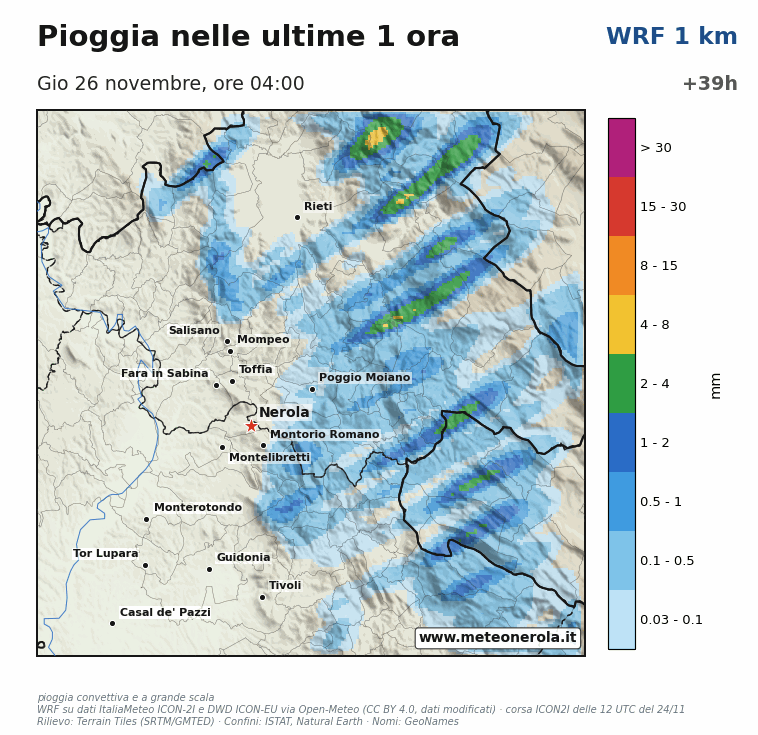 Pioggia nelle ultime 1 ora
WRF 1 km
Gio 26 novembre, ore 04:00
+39h
Rieti
Salisano
Mompeo
Fara in Sabina
Toffia
Poggio Moiano
Nerola
Montorio Romano
Montelibretti
Monterotondo
Tor Lupara
Guidonia
Tivoli
Casal de' Pazzi
www.meteonerola.it
> 30
15 - 30
8 - 15
4 - 8
2 - 4
1 - 2
0.5 - 1
0.1 - 0.5
0.03 - 0.1
mm
pioggia convettiva e a grande scala
WRF su dati ItaliaMeteo ICON-2I e DWD ICON-EU via Open-Meteo (CC BY 4.0, dati modificati) · corsa ICON2I delle 12 UTC del 24/11
Rilievo: Terrain Tiles (SRTM/GMTED) · Confini: ISTAT, Natural Earth · Nomi: GeoNames